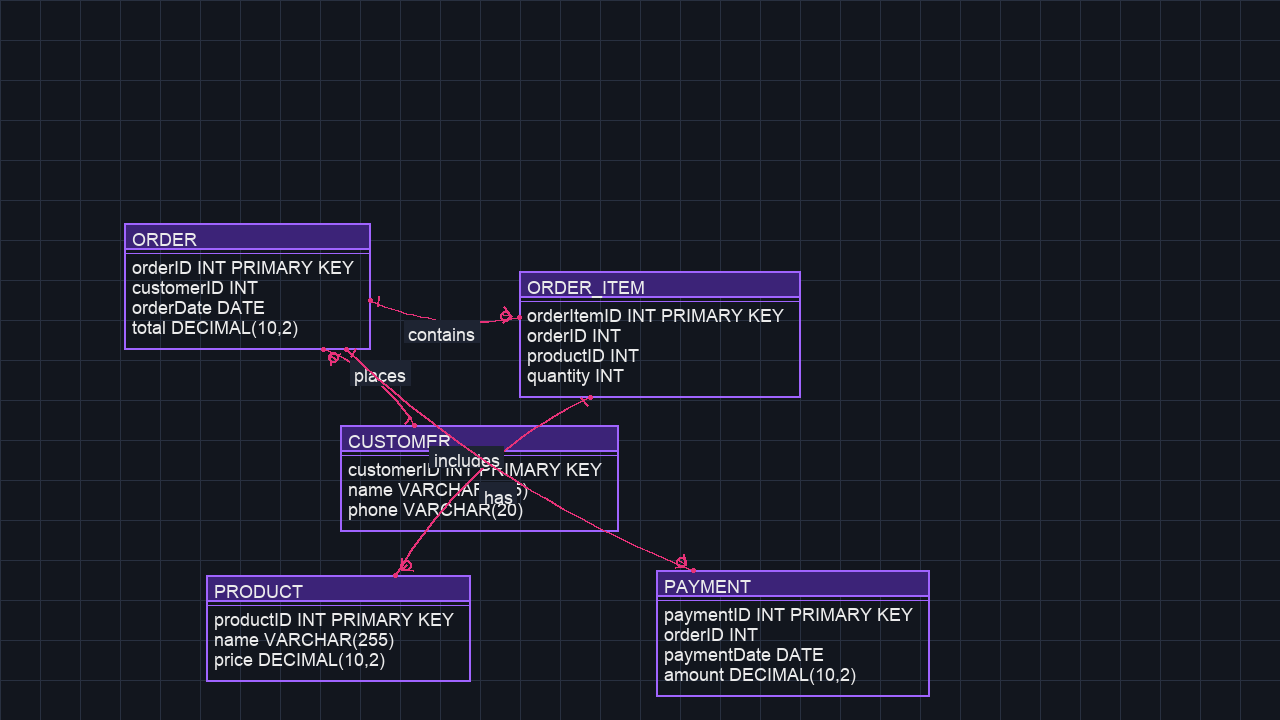 ORDER
orderID INT PRIMARY KEY
customerID INT
orderDate DATE
total DECIMAL(10,2)
ORDER_ITEM
orderItemID INT PRIMARY KEY
orderID INT
productID INT
quantity INT
contains
places
CUSTOMER
customerID INT PRIMARY KEY
name
phone VARCHAR(20)
includes
has
PRODUCT
productID INT PRIMARY KEY
name VARCHAR(255)
price DECIMAL(10,2)
PAYMENT
paymentID INT PRIMARY KEY
orderID INT
paymentDate DATE
amount DECIMAL(10,2)